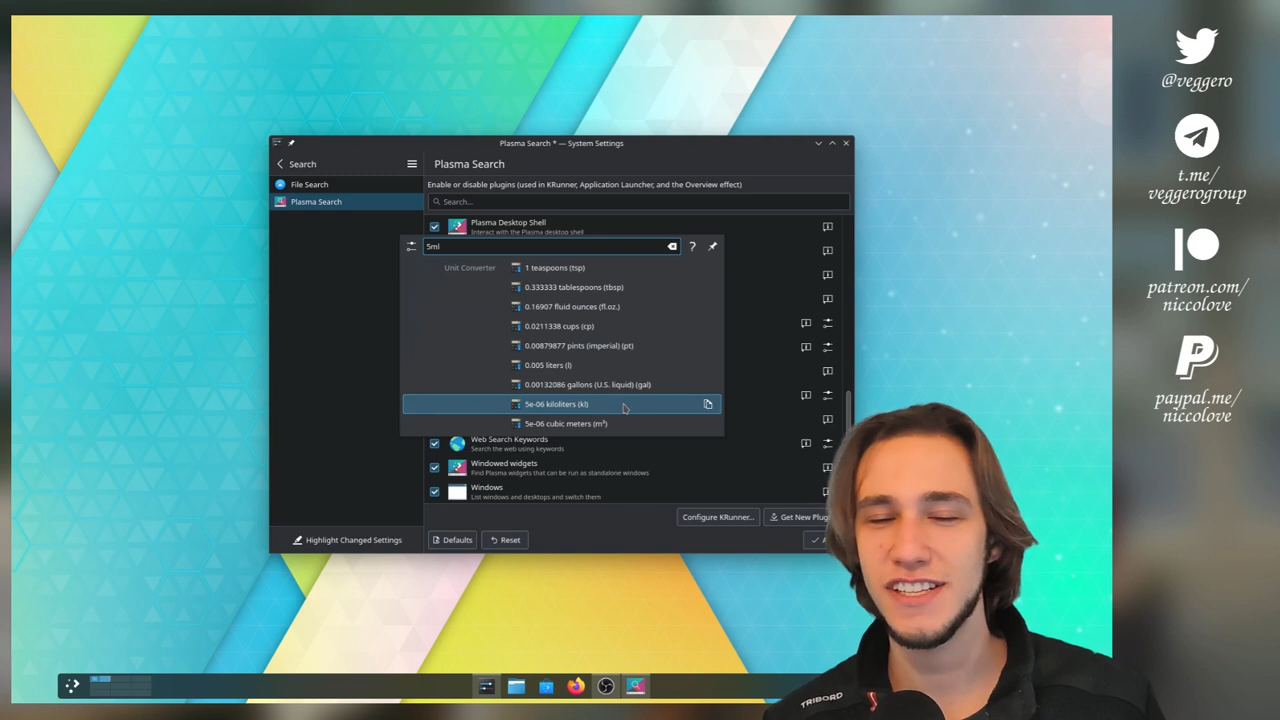 @veggero
t.me/
veggerogroup
patreon.com/
niccolove
paypal.me/
niccolove
Plasma Search * — System Settings
Search
Plasma Search
Enable or disable plugins (used in KRunner, Application Launcher, and the Overview effect)
File Search
Plasma Search
Search...
Plasma Desktop Shell
Interact with the Plasma desktop shell
5ml
Unit Converter
1 teaspoons (tsp)
0.333333 tablespoons (tbsp)
0.16907 fluid ounces (fl.oz.)
0.0211338 cups (cp)
0.00879877 pints (imperial) (pt)
0.005 liters (l)
0.00132086 gallons (U.S. liquid) (gal)
5e-06 kiloliters (kl)
5e-06 cubic meters (m³)
Web Search Keywords
Search the web using keywords
Windowed widgets
Find Plasma widgets that can be run as standalone windows
Windows
List windows and desktops and switch them
Configure KRunner...
Get New Plug
Highlight Changed Settings
Defaults
Reset
TRIBORD